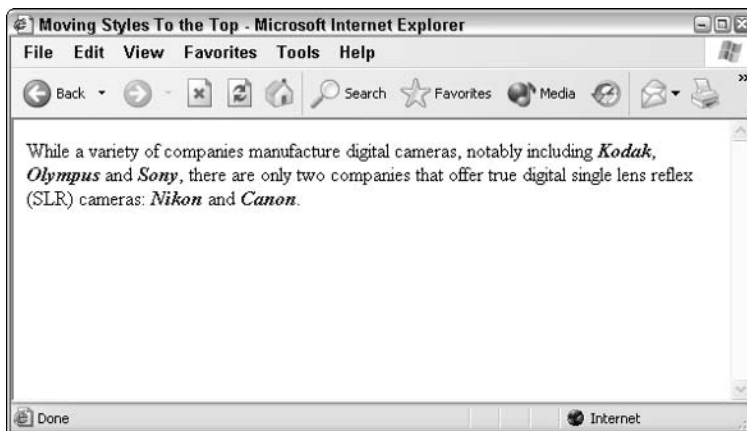 Moving Styles To the Top - Microsoft Internet Explorer
File Edit View Favorites Tools Help
Back Search Favorites Media »
While a variety of companies manufacture digital cameras, notably including Kodak,
Olympus and Sony, there are only two companies that offer true digital single lens reflex
(SLR) cameras: Nikon and Canon.
Done Internet